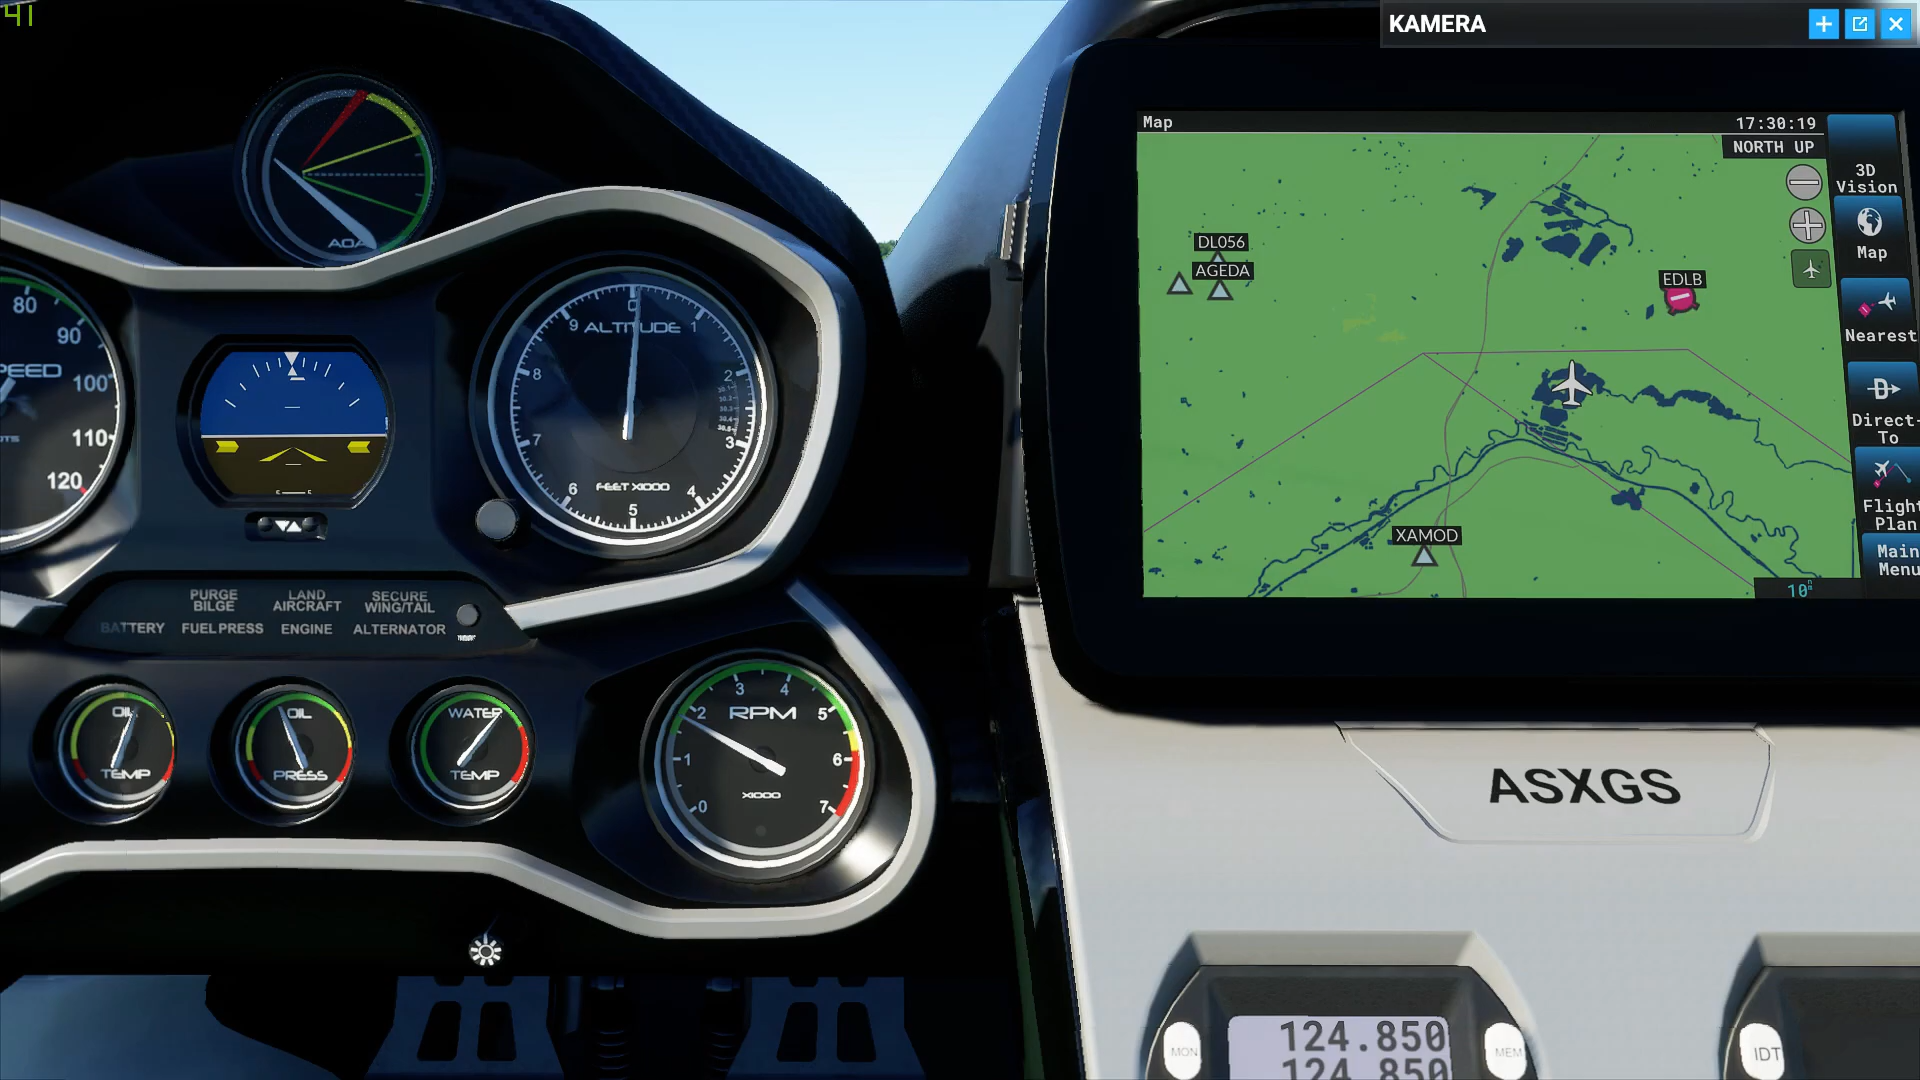 41
KAMERA
Map
17:30:19
NORTH UP
3D
Vision
Map
Nearest
Direct-
To
Flight
Plan
Main
Menu
DL056
AGEDA
EDLB
XAMOD
10
AOA
80
90
100
110
120
PEED
0
1
2
3
4
5
6
7
8
9
ALTITUDE
FEET X1000
PURGE
BILGE
LAND
AIRCRAFT
SECURE
WING/TAIL
BATTERY
FUEL PRESS
ENGINE
ALTERNATOR
OIL
TEMP
OIL
PRESS
WATER
TEMP
0
1
2
3
4
5
6
7
RPM
X1000
ASXGS
124.850
124.850
MON
MEM
IDT